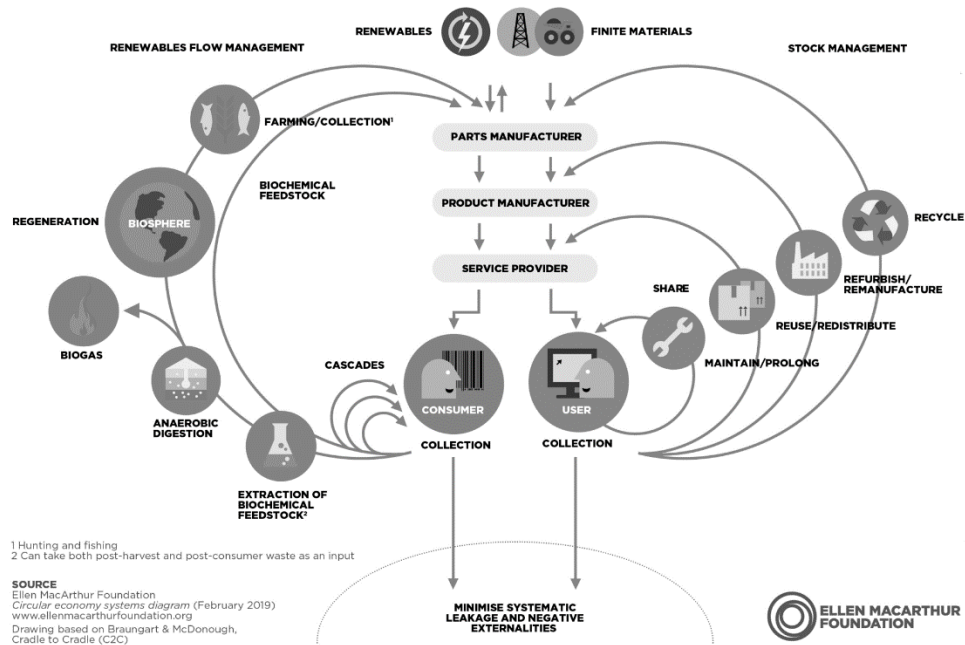 RENEWABLES
FINITE MATERIALS
RENEWABLES FLOW MANAGEMENT
STOCK MANAGEMENT
FARMING/COLLECTION¹
PARTS MANUFACTURER
BIOCHEMICAL
FEEDSTOCK
PRODUCT MANUFACTURER
REGENERATION
BIOSPHERE
RECYCLE
SERVICE PROVIDER
SHARE
REFURBISH/
REMANUFACTURE
REUSE/REDISTRIBUTE
BIOGAS
CASCADES
MAINTAIN/PROLONG
CONSUMER
USER
ANAEROBIC
DIGESTION
COLLECTION
COLLECTION
EXTRACTION OF
BIOCHEMICAL
FEEDSTOCK²
1 Hunting and fishing
2 Can take both post-harvest and post-consumer waste as an input
SOURCE
Ellen MacArthur Foundation
Circular economy systems diagram (February 2019)
www.ellenmacarthurfoundation.org
Drawing based on Braungart & McDonough,
Cradle to Cradle (C2C)
MINIMISE SYSTEMATIC
LEAKAGE AND NEGATIVE
EXTERNALITIES
ELLEN MACARTHUR
FOUNDATION